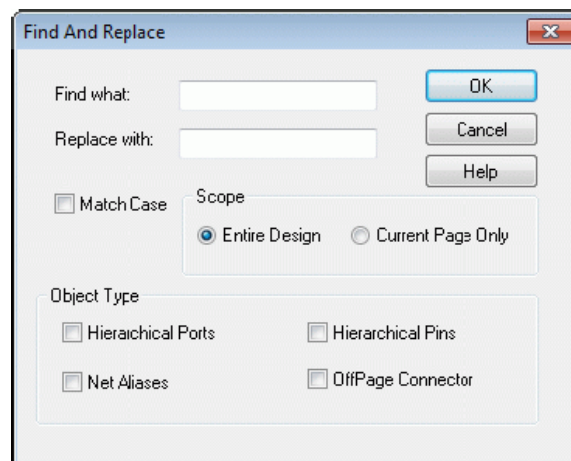 Find And Replace
Find what:
OK
Replace with:
Cancel
Help
Match Case
Scope
Entire Design
Current Page Only
Object Type
Hierarchical Ports
Hierarchical Pins
Net Aliases
OffPage Connector